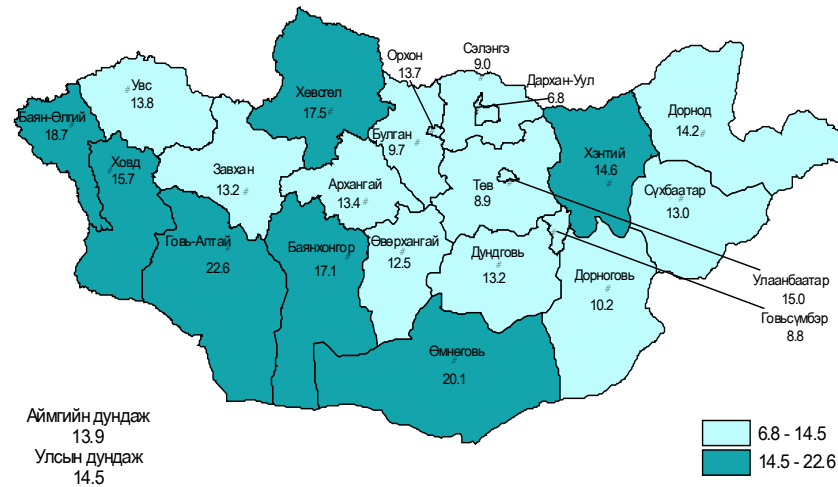 Орхон
13.7
Сэлэнгэ
9.0
Дархан-Уул
6.8
Увс
13.8
Хөвсгөл
17.5
Баян-Өлгий
18.7
Ховд
15.7
Завхан
13.2
Булган
9.7
Архангай
13.4
Төв
8.9
Хэнтий
14.6
Дорнод
14.2
Сүхбаатар
13.0
Говь-Алтай
22.6
Баянхонгор
17.1
Өвөрхангай
12.5
Дундговь
13.2
Дорноговь
10.2
Улаанбаатар
15.0
Говьсүмбэр
8.8
Өмнөговь
20.1
Аймгийн дундаж
13.9
Улсын дундаж
14.5
6.8 - 14.5
14.5 - 22.6